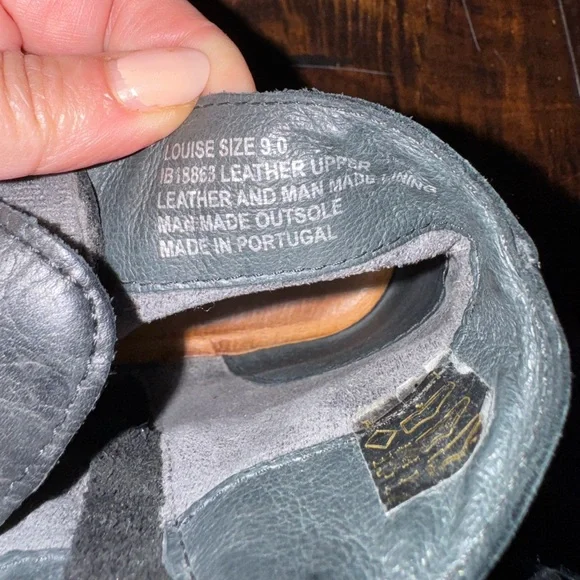 LOUISE SIZE 9.0
IB18863 LEATHER UPPER
LEATHER AND MAN MADE LINING
MAN MADE OUTSOLE
MADE IN PORTUGAL